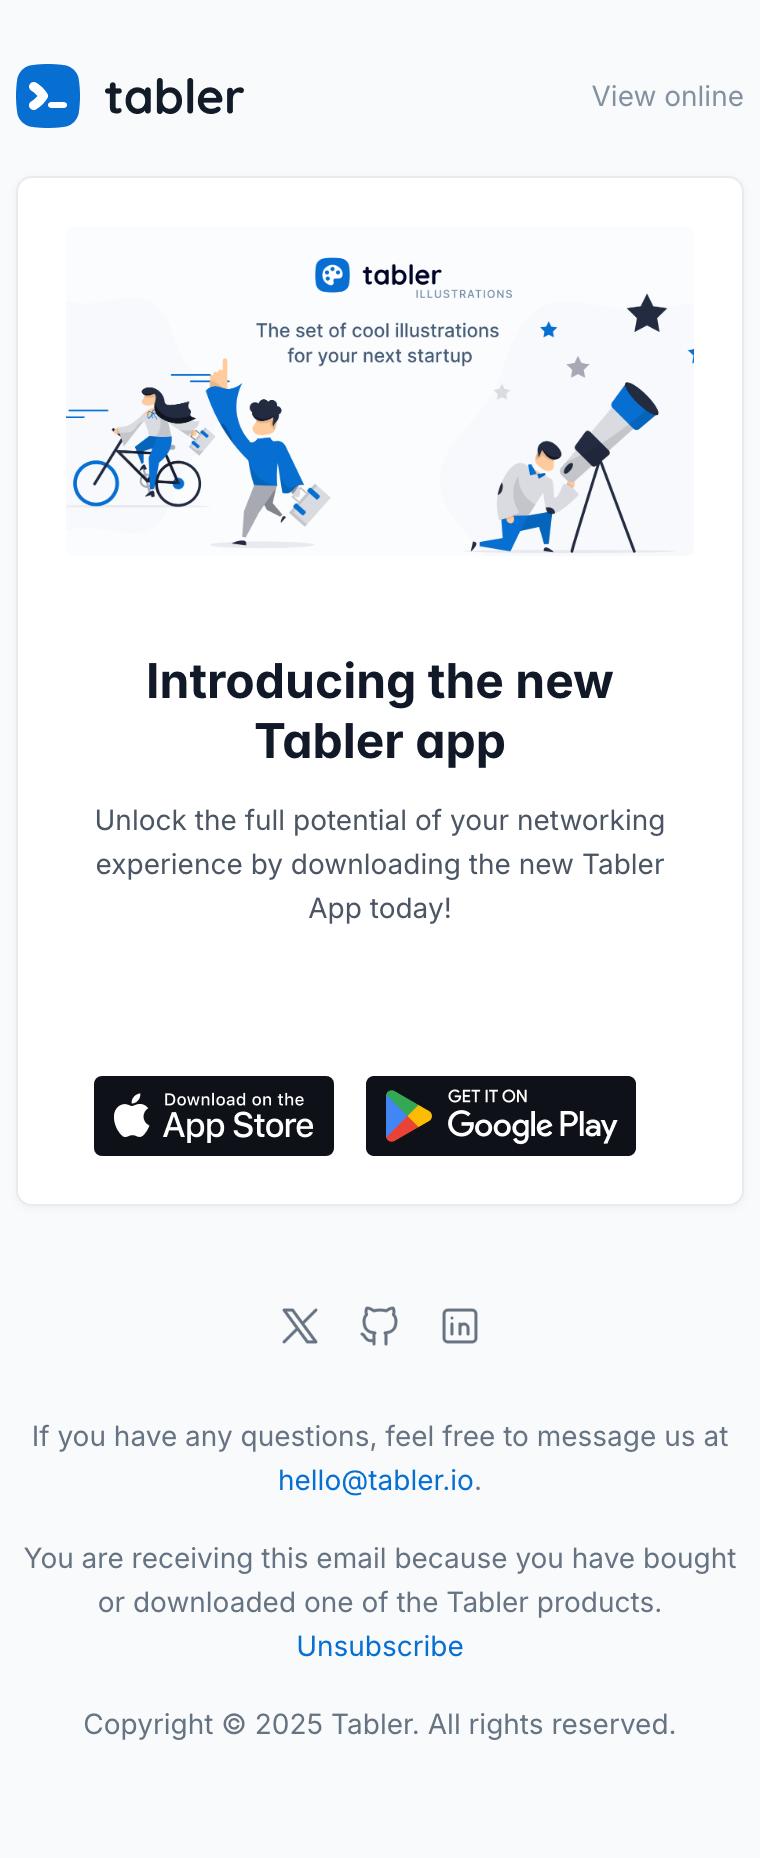 tabler
View online
tabler
ILLUSTRATIONS
The set of cool illustrations
for your next startup
Introducing the new
Tabler app
Unlock the full potential of your networking
experience by downloading the new Tabler
App today!
Download on the
App Store
GET IT ON
Google Play
If you have any questions, feel free to message us at
hello@tabler.io.
You are receiving this email because you have bought
or downloaded one of the Tabler products.
Unsubscribe
Copyright © 2025 Tabler. All rights reserved.